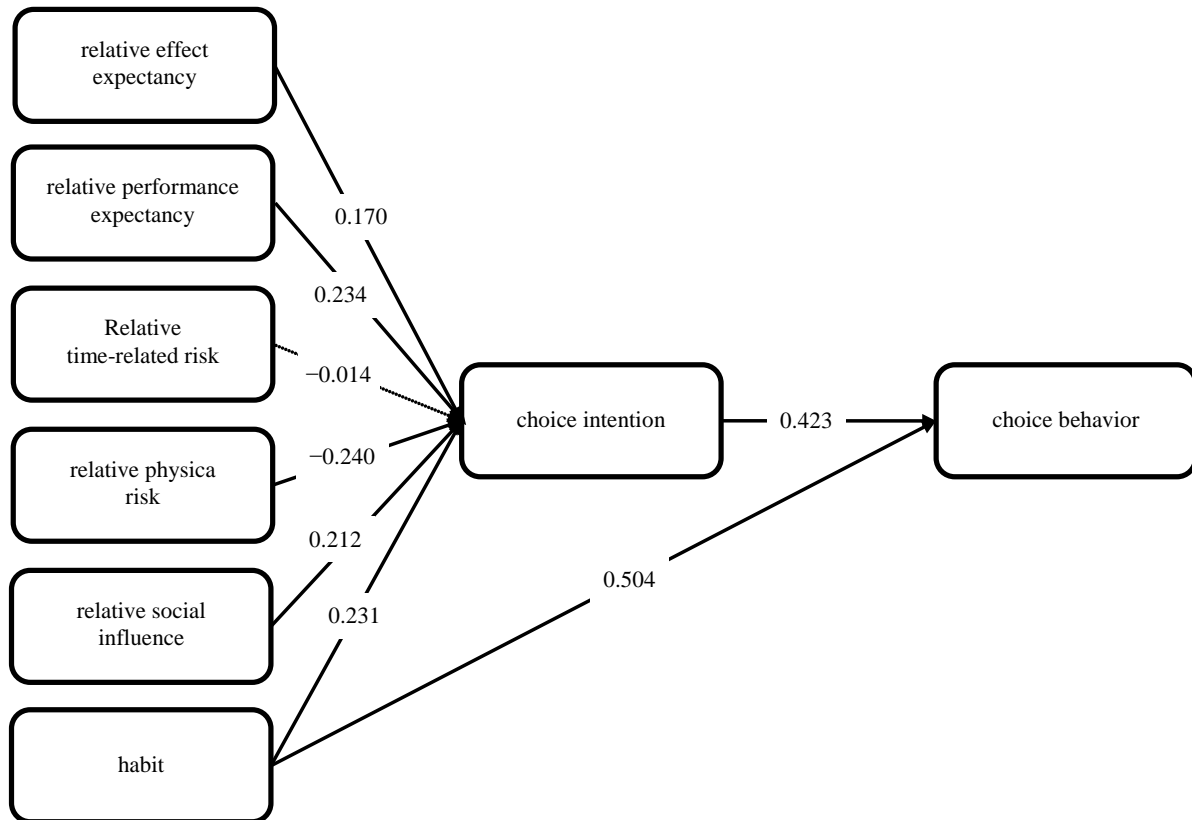 relative effect
expectancy
relative performance
expectancy
0.170
0.234
Relative
time-related risk
−0.014
choice intention
0.423
choice behavior
relative physica
risk
−0.240
0.212
0.504
relative social
influence
0.231
habit